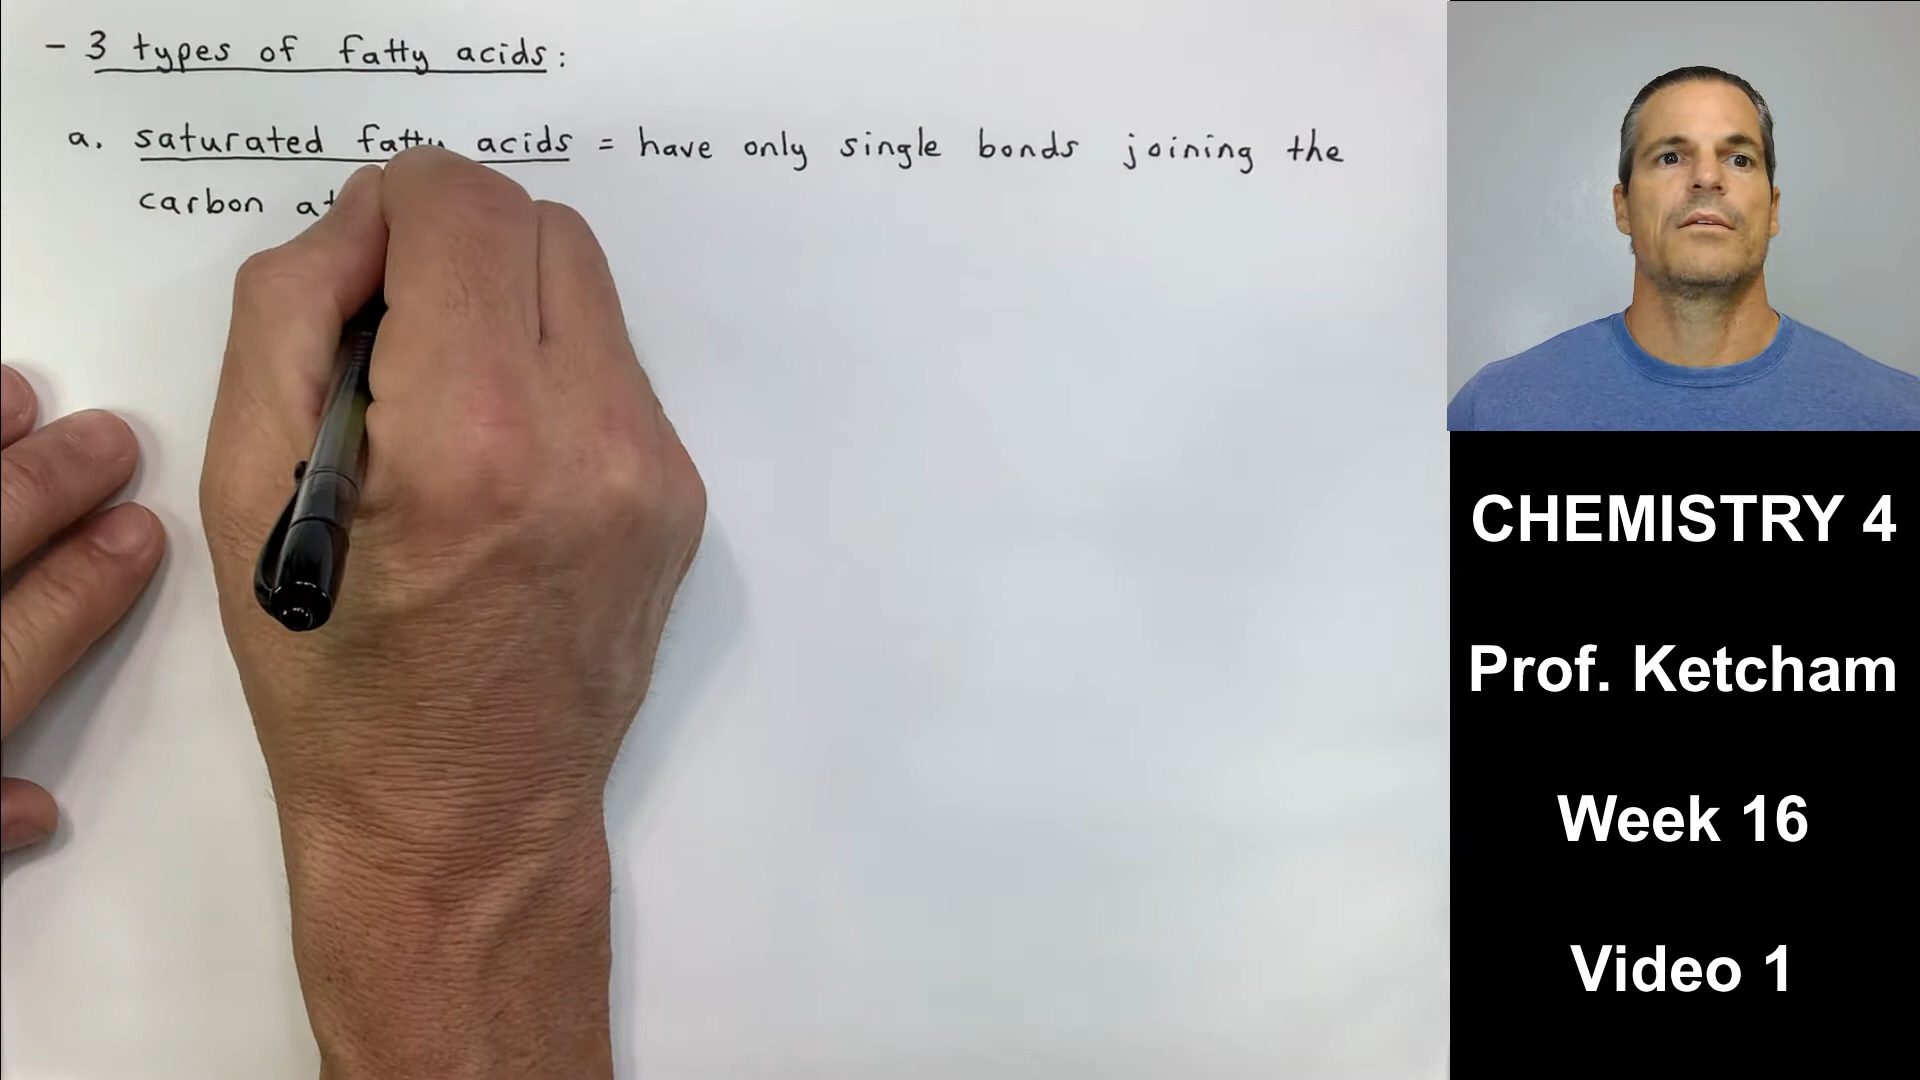 - 3 types of fatty acids:
a. saturated fatty acids = have only single bonds joining the
carbon at
CHEMISTRY 4
Prof. Ketcham
Week 16
Video 1